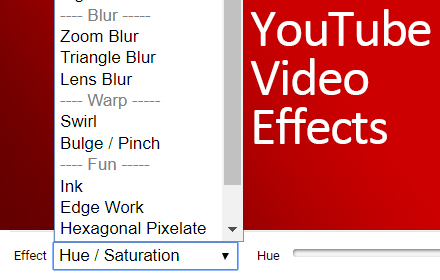 ---- Blur -----
Zoom Blur
Triangle Blur
Lens Blur
---- Warp -----
Swirl
Bulge / Pinch
---- Fun -----
Ink
Edge Work
Hexagonal Pixelate
YouTube
Video
Effects
Effect
Hue / Saturation
Hue